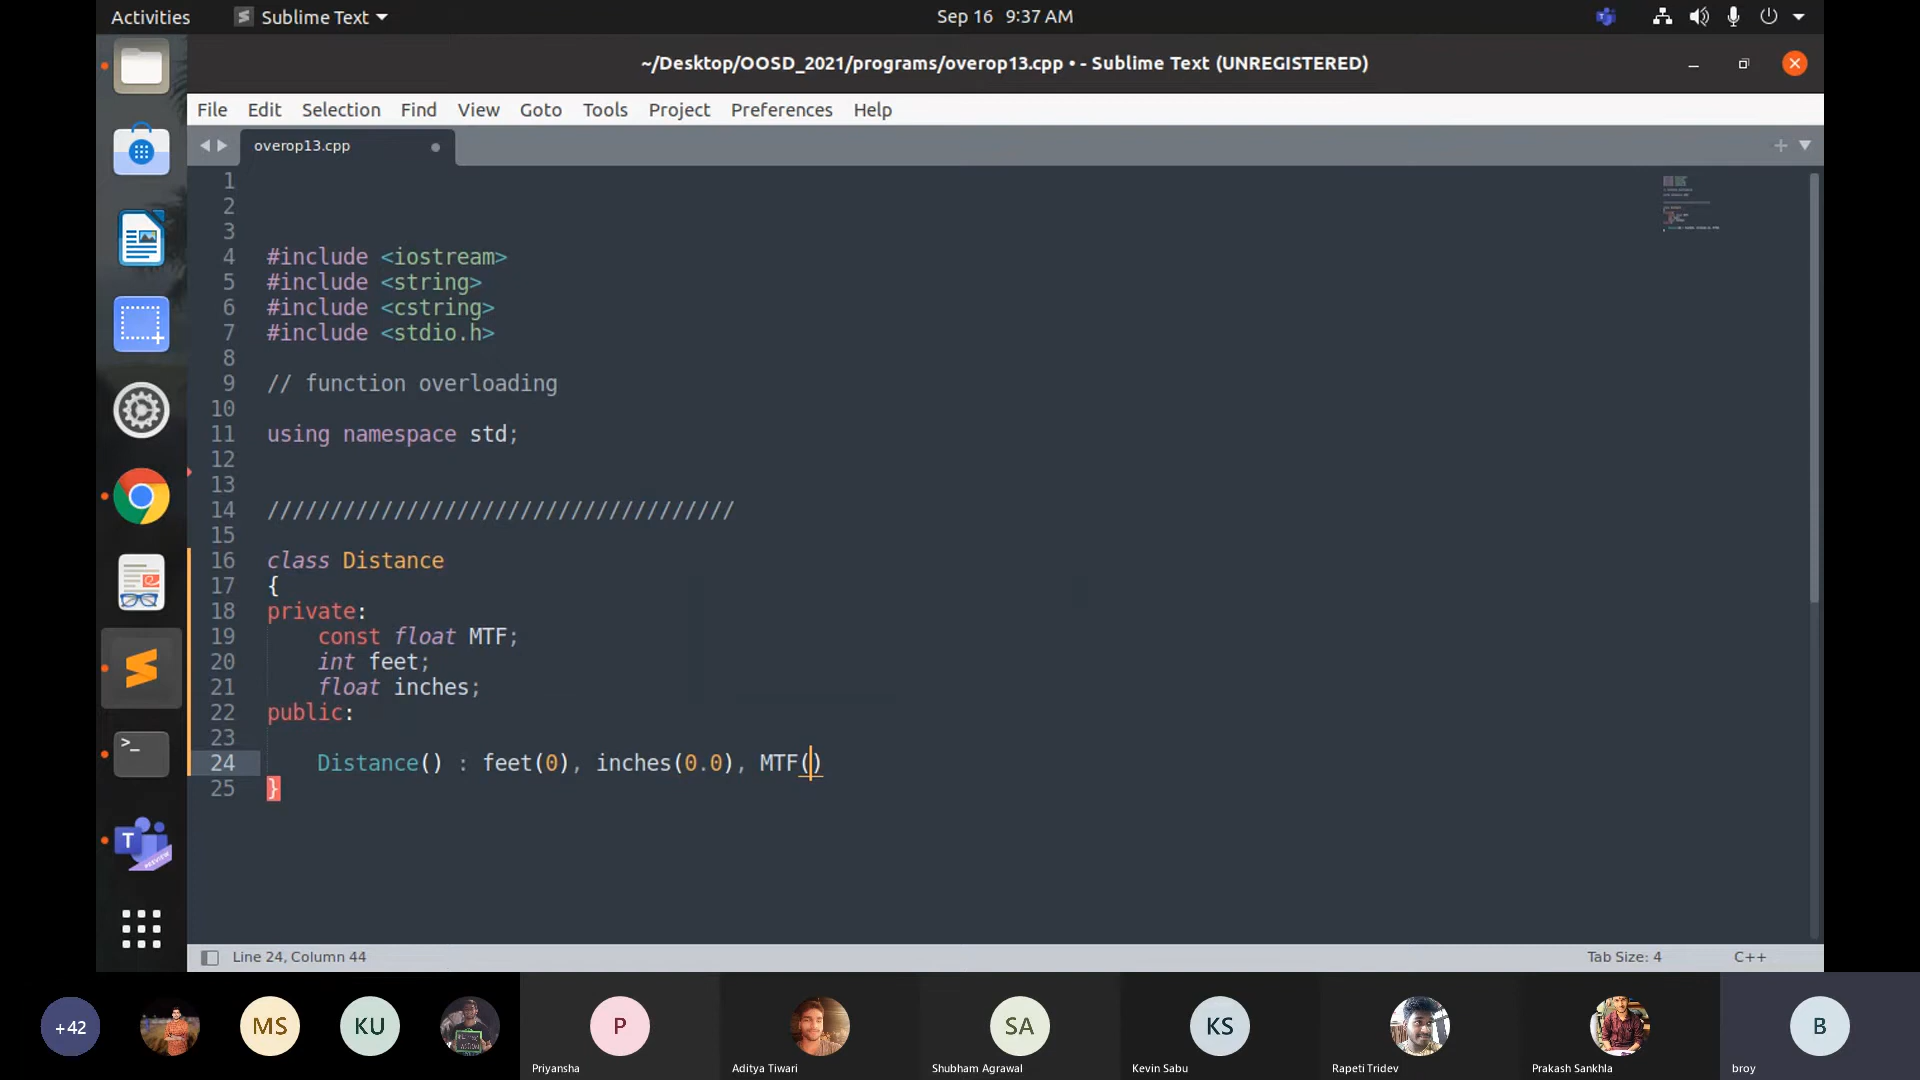 Activities
Sublime Text
Sep 16 9:37 AM
~/Desktop/OOSD_2021/programs/overop13.cpp • - Sublime Text (UNREGISTERED)
File Edit Selection Find View Goto Tools Project Preferences Help
overop13.cpp
1
2
3
4 #include <iostream>
5 #include <string>
6 #include <cstring>
7 #include <stdio.h>
8
9 // function overloading
10
11 using namespace std;
12
13
14 /////////////////////////////////////
15
16 class Distance
17 {
18 private:
19 const float MTF;
20 int feet;
21 float inches;
22 public:
23
24 Distance() : feet(0), inches(0.0), MTF()
25 }
Line 24, Column 44
Tab Size: 4
C++
+42
MS
KU
P
SA
KS
B
Priyansha
Aditya Tiwari
Shubham Agrawal
Kevin Sabu
Rapeti Tridev
Prakash Sankhla
broy